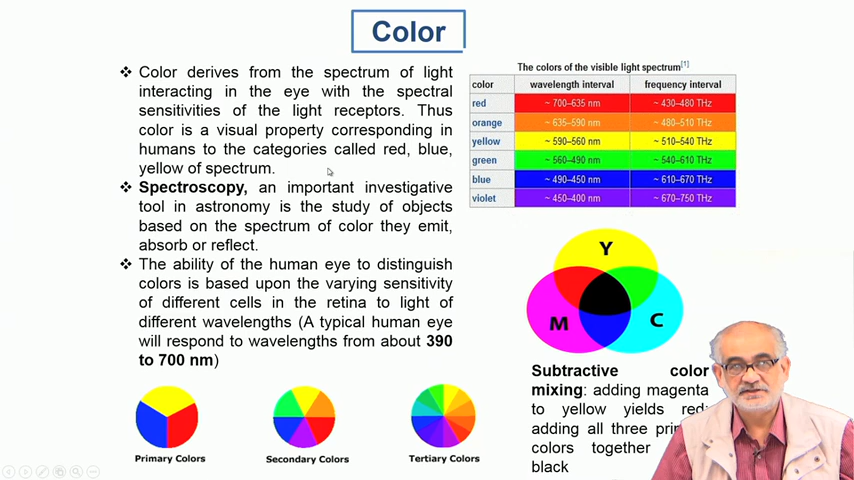 Color
❖ Color derives from the spectrum of light
interacting in the eye with the spectral
sensitivities of the light receptors. Thus
color is a visual property corresponding in
humans to the categories called red, blue,
yellow of spectrum.
❖ Spectroscopy, an important investigative
tool in astronomy is the study of objects
based on the spectrum of color they emit,
absorb or reflect.
❖ The ability of the human eye to distinguish
colors is based upon the varying sensitivity
of different cells in the retina to light of
different wavelengths (A typical human eye
will respond to wavelengths from about 390
to 700 nm)
Primary Colors
Secondary Colors
Tertiary Colors
The colors of the visible light spectrum[1]
color wavelength interval frequency interval
red ~ 700–635 nm ~ 430–480 THz
orange ~ 635–590 nm ~ 480–510 THz
yellow ~ 590–560 nm ~ 510–540 THz
green ~ 560–490 nm ~ 540–610 THz
blue ~ 490–450 nm ~ 610–670 THz
violet ~ 450–400 nm ~ 670–750 THz
Y
M C
Subtractive color
mixing: adding magenta
to yellow yields red;
adding all three
colors together
black